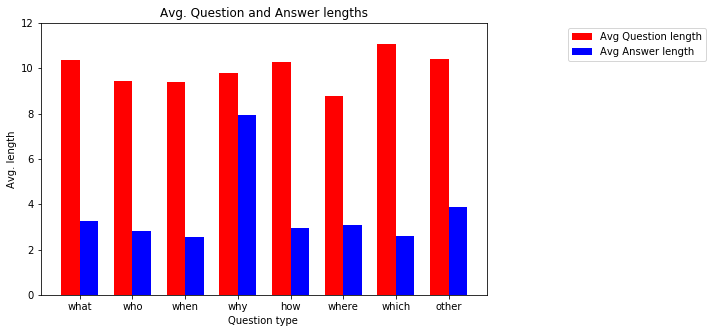 Avg. Question and Answer lengths
Avg Question length
Avg Answer length
Avg. length
12
10
8
6
4
2
0
what who when why how where which other
Question type